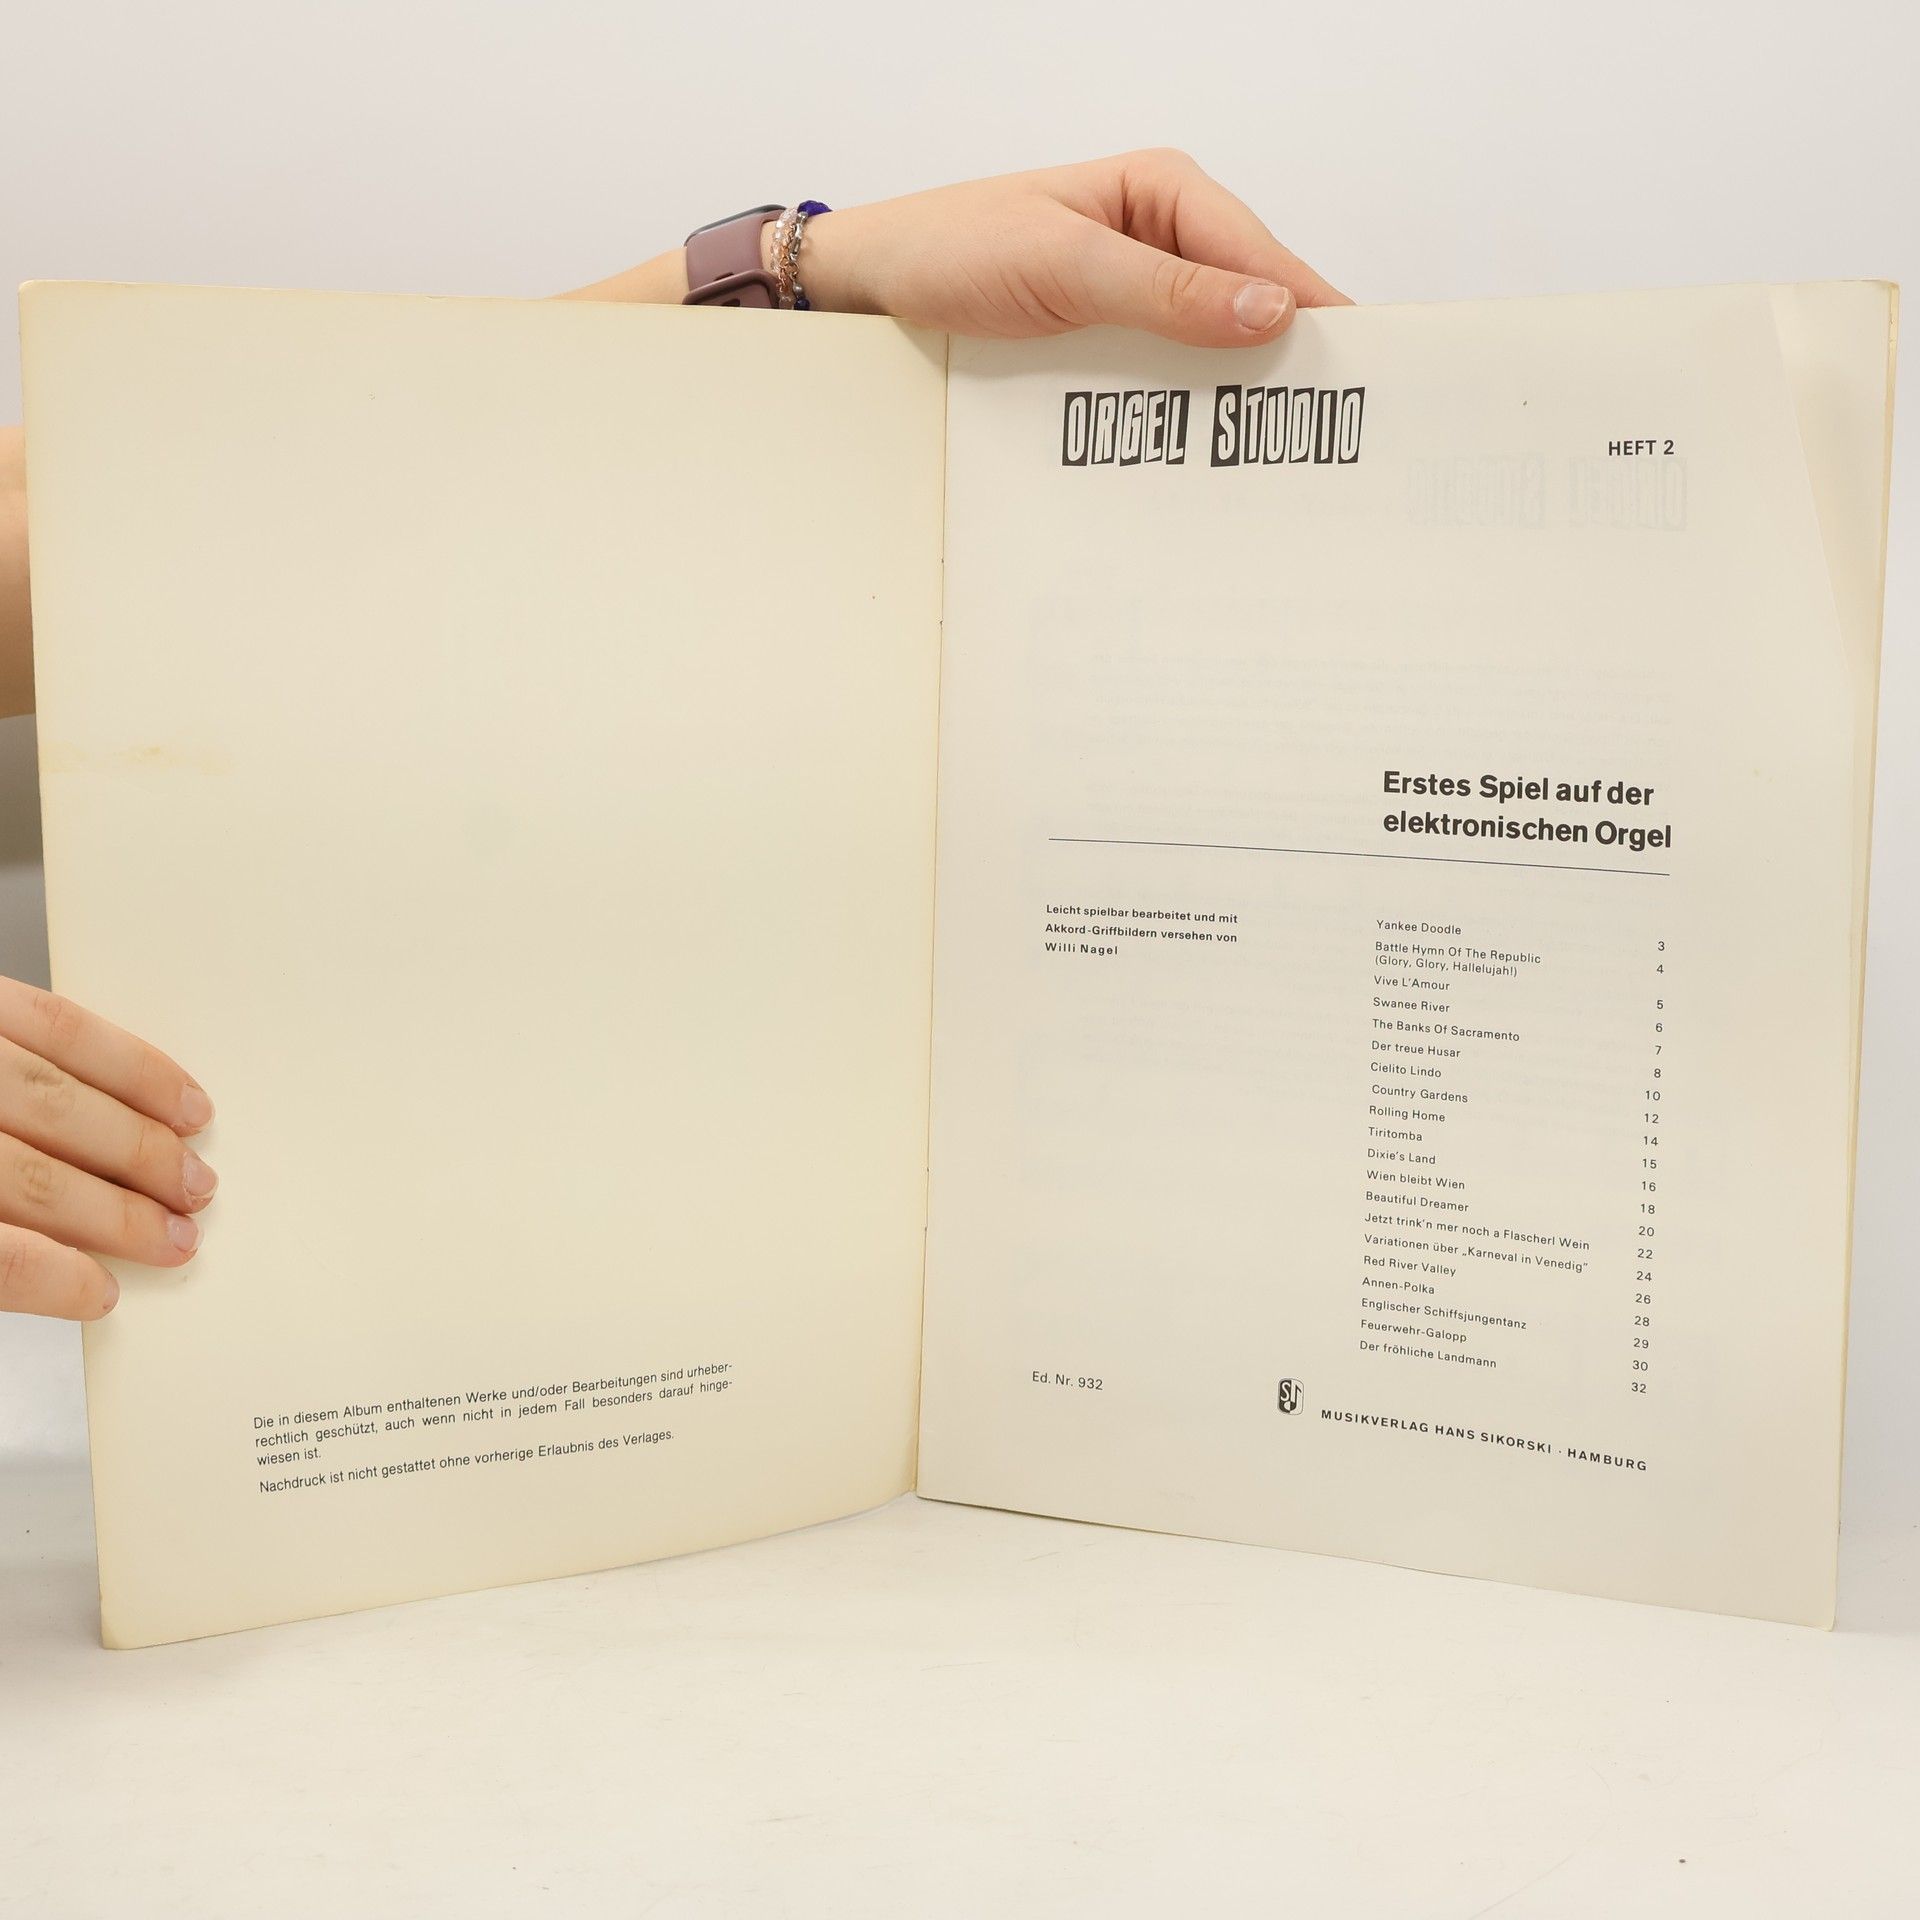 Die in diesem Album enthaltenen Werke und/oder Bearbeitungen sind urheber-
rechtlich geschützt, auch wenn nicht in jedem Fall besonders darauf hinge-
wiesen ist.
Nachdruck ist nicht gestattet ohne vorherige Erlaubnis des Verlages.
ORGEL STUDIO
HEFT 2
Erstes Spiel auf der
elektronischen Orgel
Leicht spielbar bearbeitet und mit
Akkord-Griffbildern versehen von
Willi Nagel
Yankee Doodle 3
Battle Hymn Of The Republic
(Glory, Glory, Hallelujah!) 4
Vive L'Amour 5
Swanee River 6
The Banks Of Sacramento 7
Der treue Husar 8
Cielito Lindo 10
Country Gardens 12
Rolling Home 14
Tiritomba 15
Dixie's Land 16
Wien bleibt Wien 18
Beautiful Dreamer 20
Jetzt trink'n mer noch a Flascherl Wein 22
Variationen über „Karneval in Venedig" 24
Red River Valley 26
Annen-Polka 28
Englischer Schiffsjungentanz 29
Feuerwehr-Galopp 30
Der fröhliche Landmann 32
Ed. Nr. 932
MUSIKVERLAG HANS SIKORSKI · HAMBURG